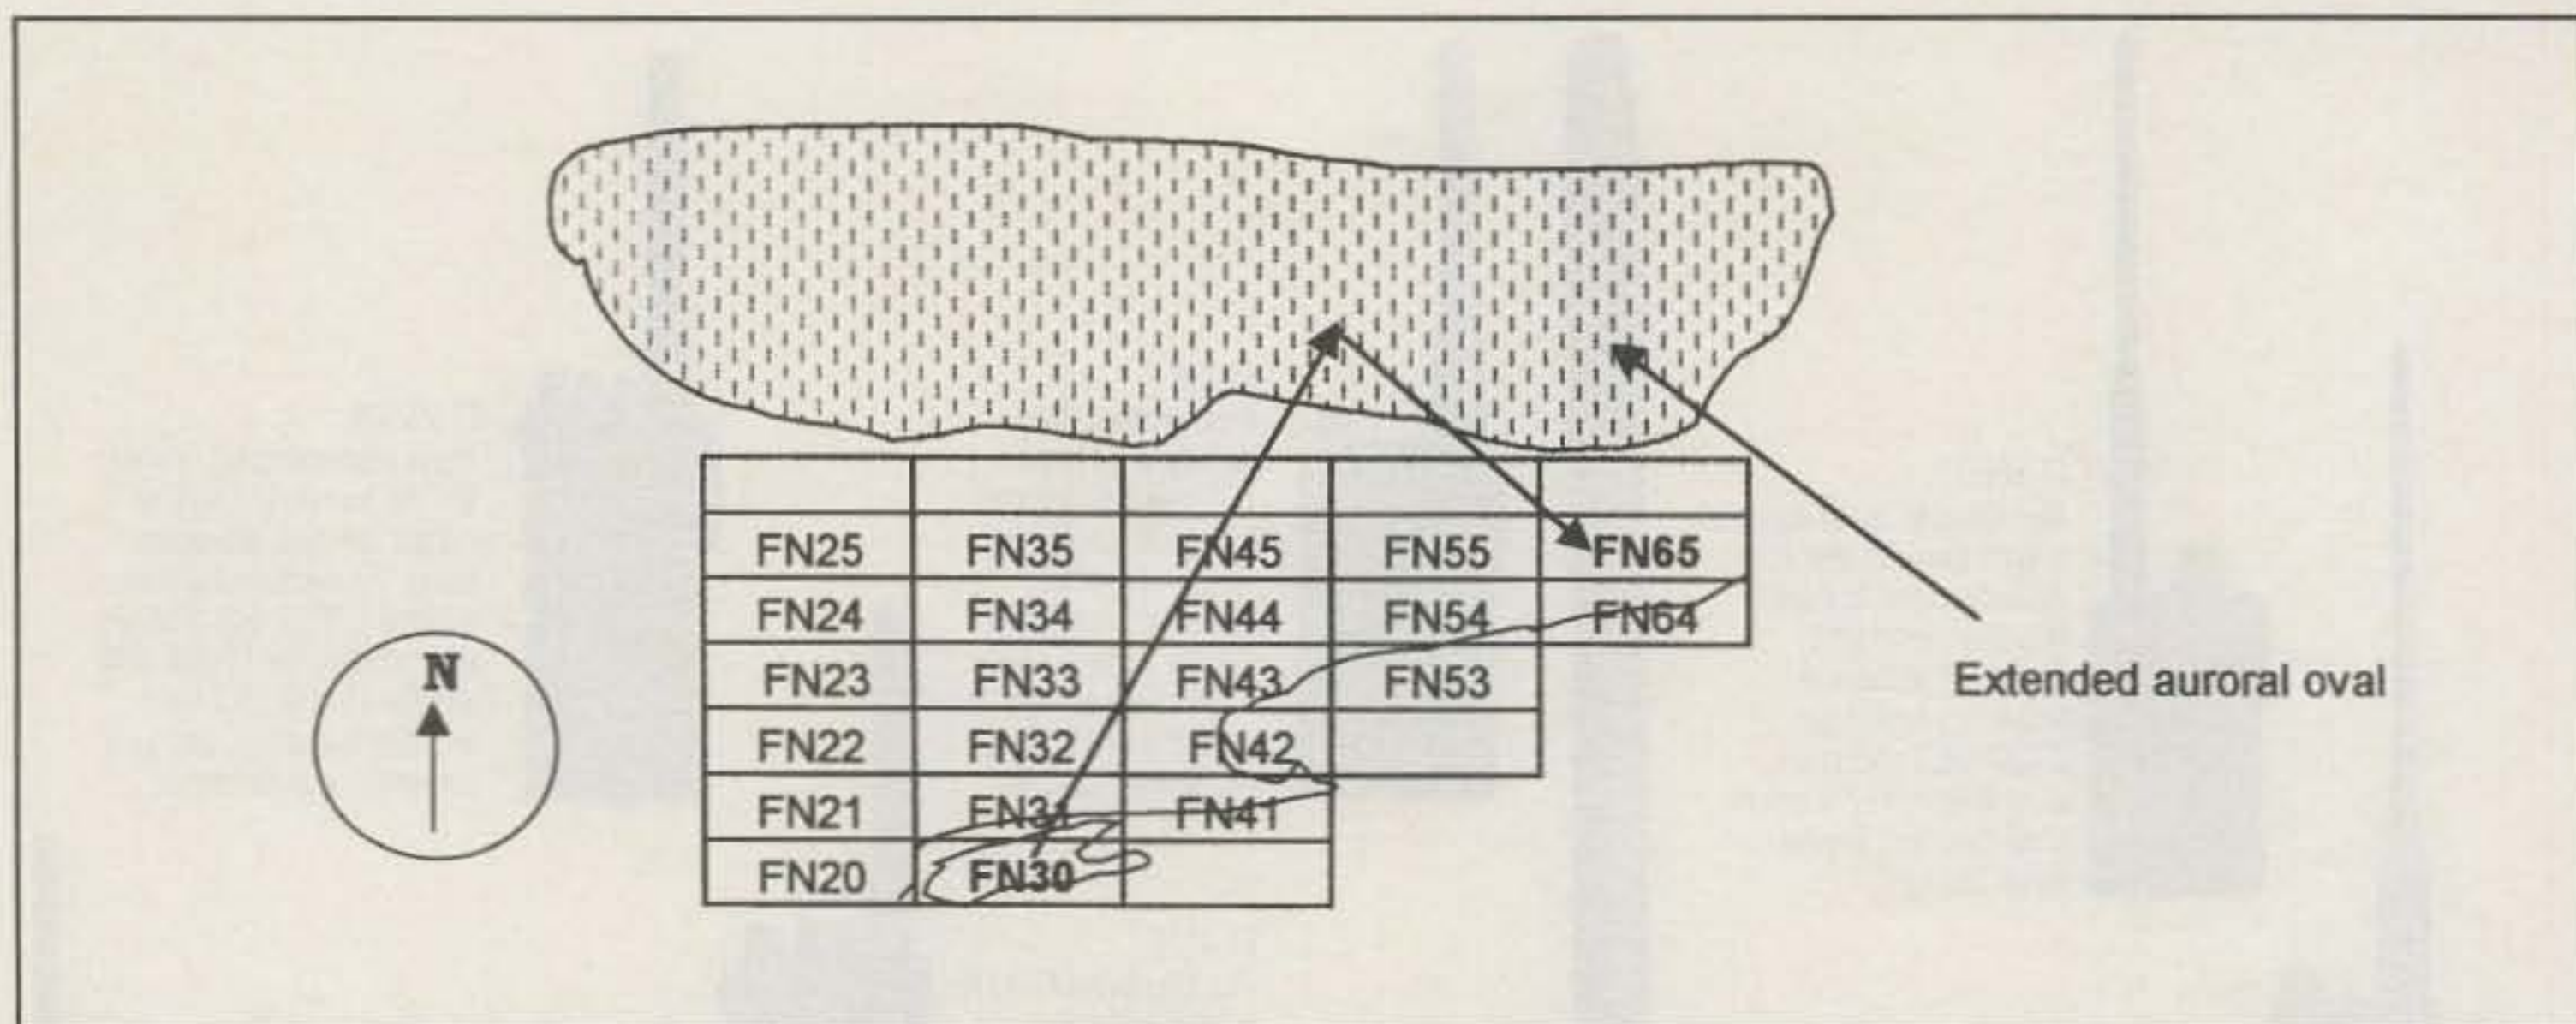 FN25 FN35 FN45 FN55 FN65
FN24 FN34 FN44 FN54 FN64
N
FN23 FN33 FN43 FN53
Extended auroral oval
FN22 FN32 FN42
FN21 FN31 FN41
FN20 FN30